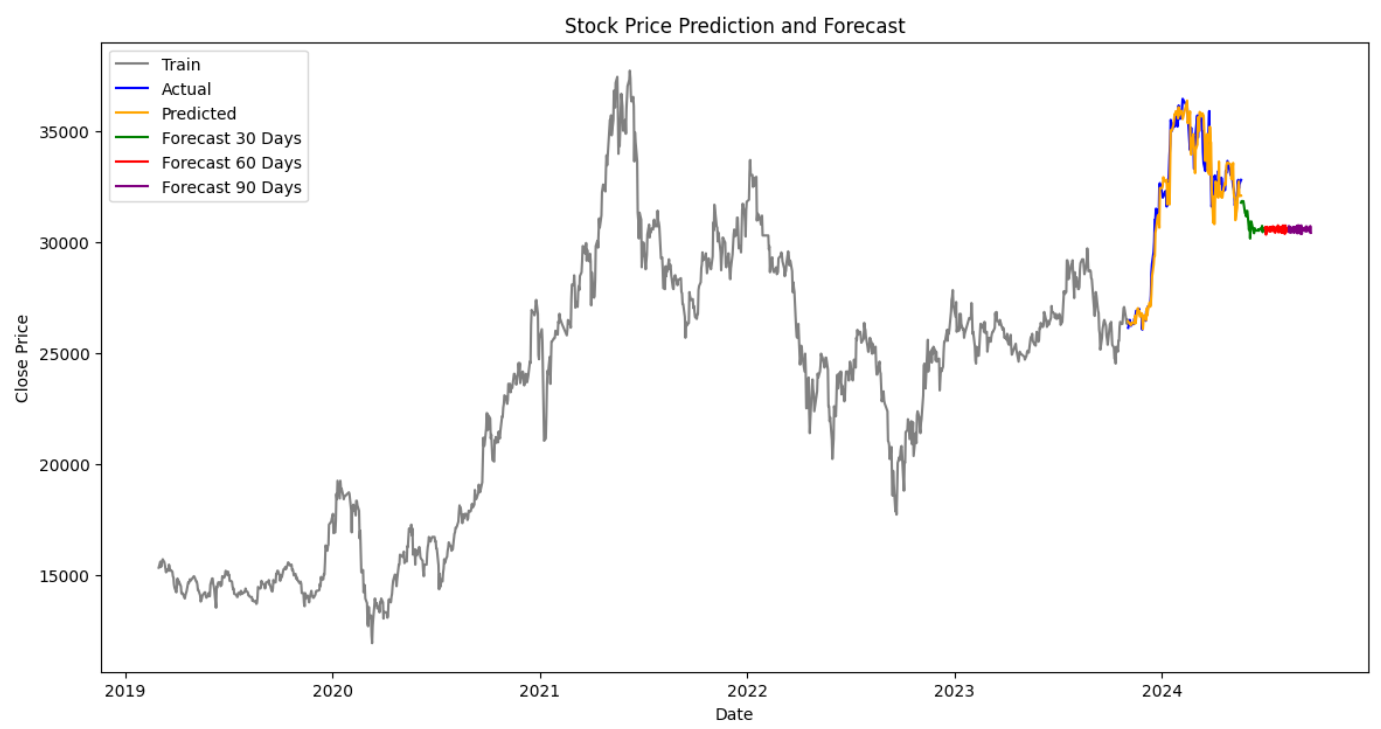 Stock Price Prediction and Forecast
Train
Actual
Predicted
Forecast 30 Days
Forecast 60 Days
Forecast 90 Days
Close Price
35000
30000
25000
20000
15000
2019 2020 2021 2022 2023 2024
Date